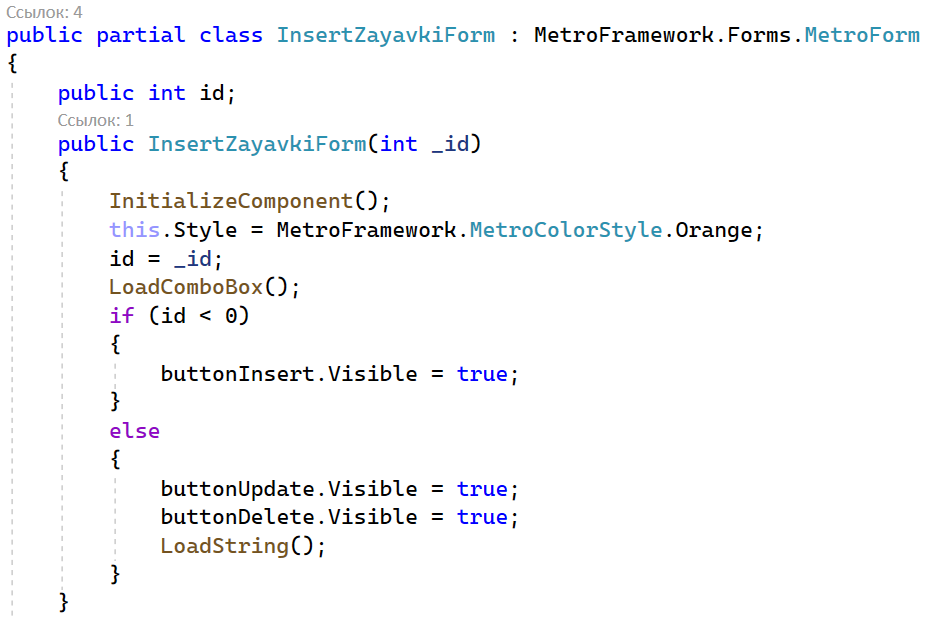 Ссылок: 4
public partial class InsertZayavkiForm : MetroFramework.Forms.MetroForm
{
    public int id;
    Ссылок: 1
    public InsertZayavkiForm(int _id)
    {
        InitializeComponent();
        this.Style = MetroFramework.MetroColorStyle.Orange;
        id = _id;
        LoadComboBox();
        if (id < 0)
        {
            buttonInsert.Visible = true;
        }
        else
        {
            buttonUpdate.Visible = true;
            buttonDelete.Visible = true;
            LoadString();
        }
    }